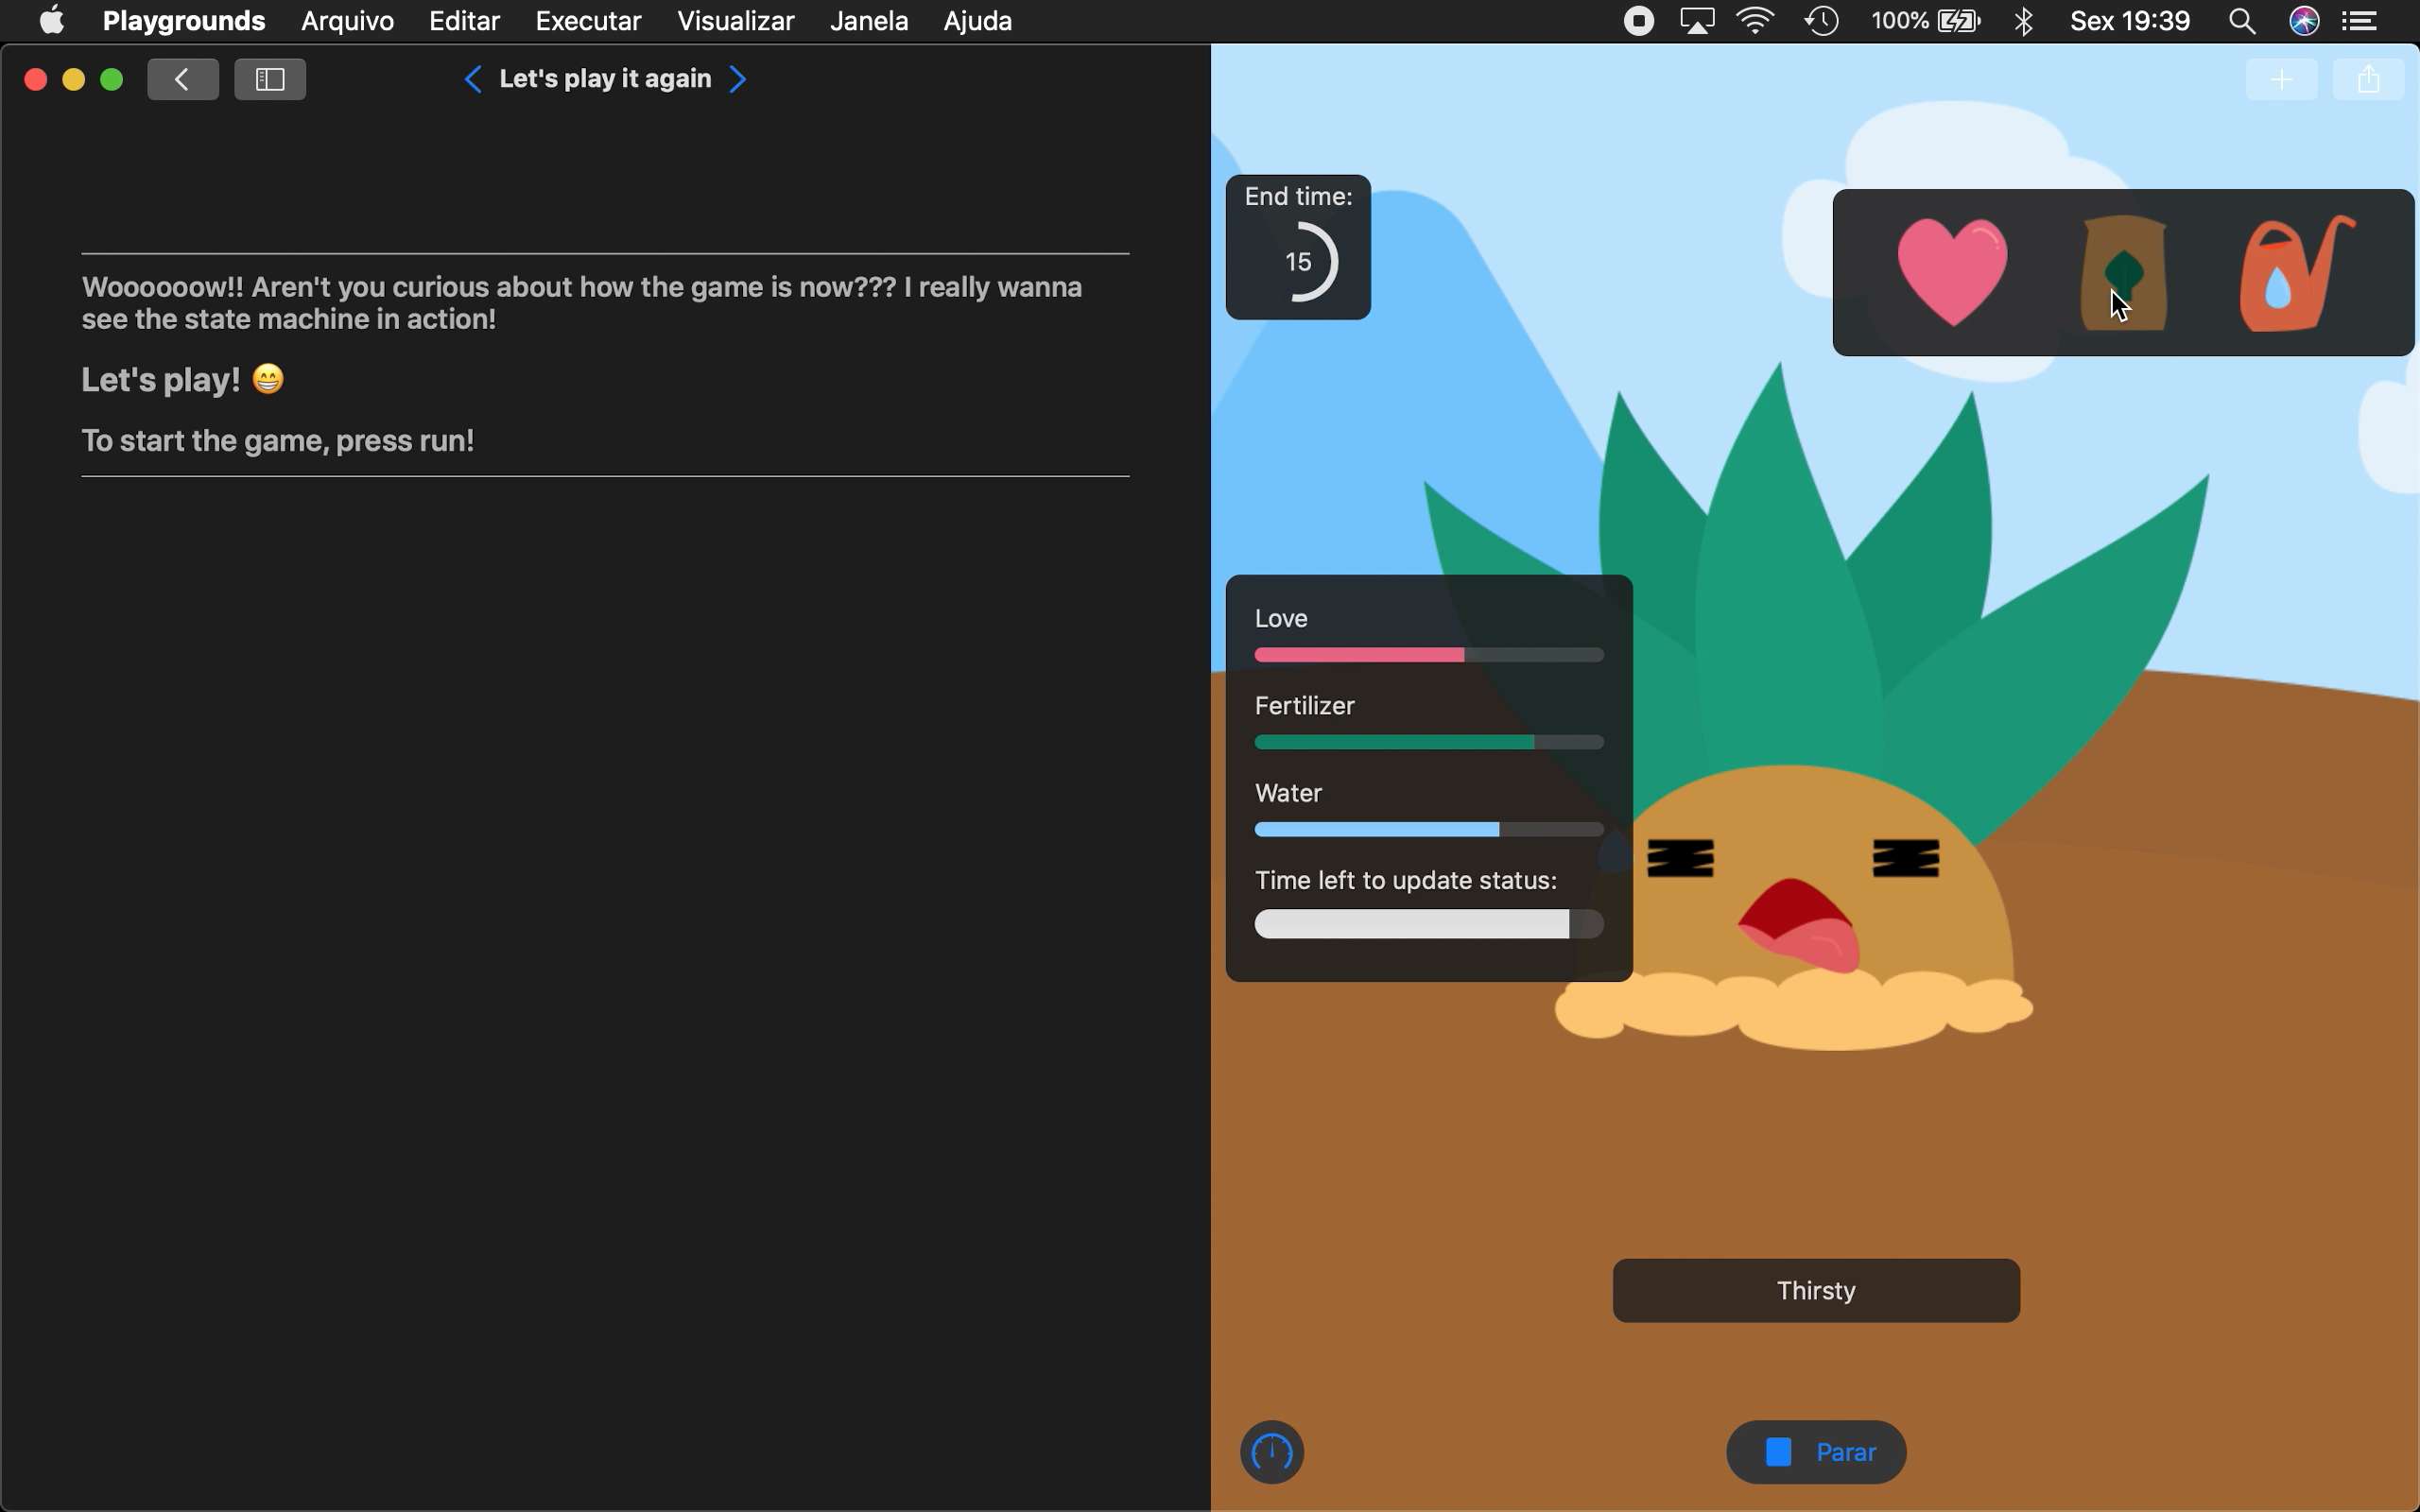 Playgrounds Arquivo Editar Executar Visualizar Janela Ajuda 100% Sex 19:39
Let's play it again
End time:
15
Woooooow!! Aren't you curious about how the game is now??? I really wanna
see the state machine in action!
Let's play! 😁
To start the game, press run!
Love
Fertilizer
Water
Time left to update status:
Thirsty
Parar